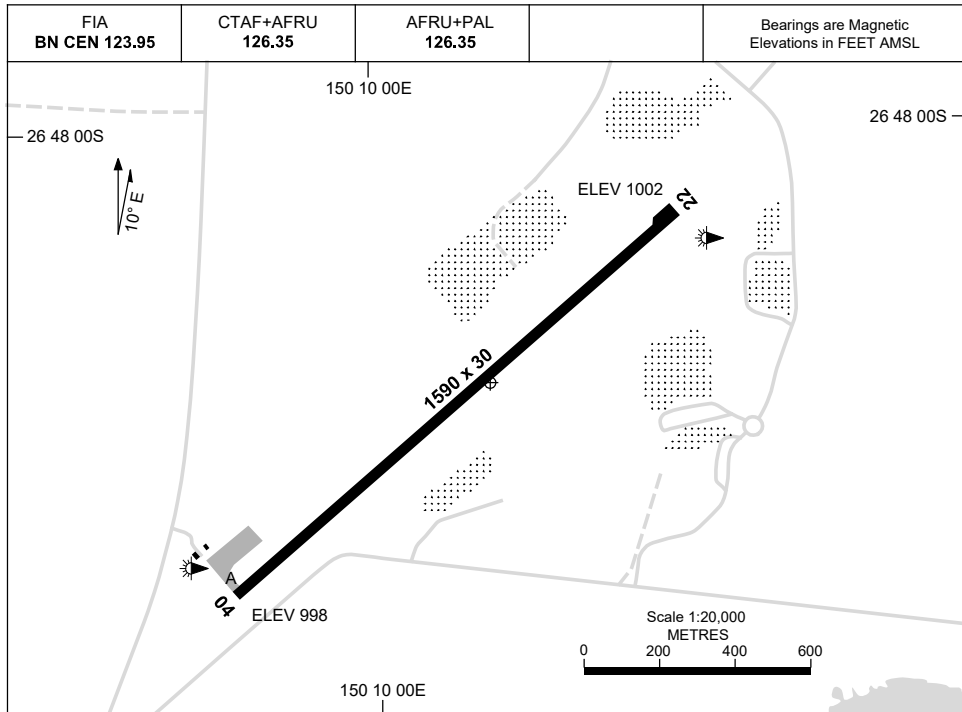 FIA
BN CEN 123.95
CTAF+AFRU
126.35
AFRU+PAL
126.35
Bearings are Magnetic
Elevations in FEET AMSL
150 10 00E
26 48 00S
26 48 00S
10° E
ELEV 1002
22
1590 x 30
A
04
ELEV 998
Scale 1:20,000
METRES
0 200 400 600
150 10 00E